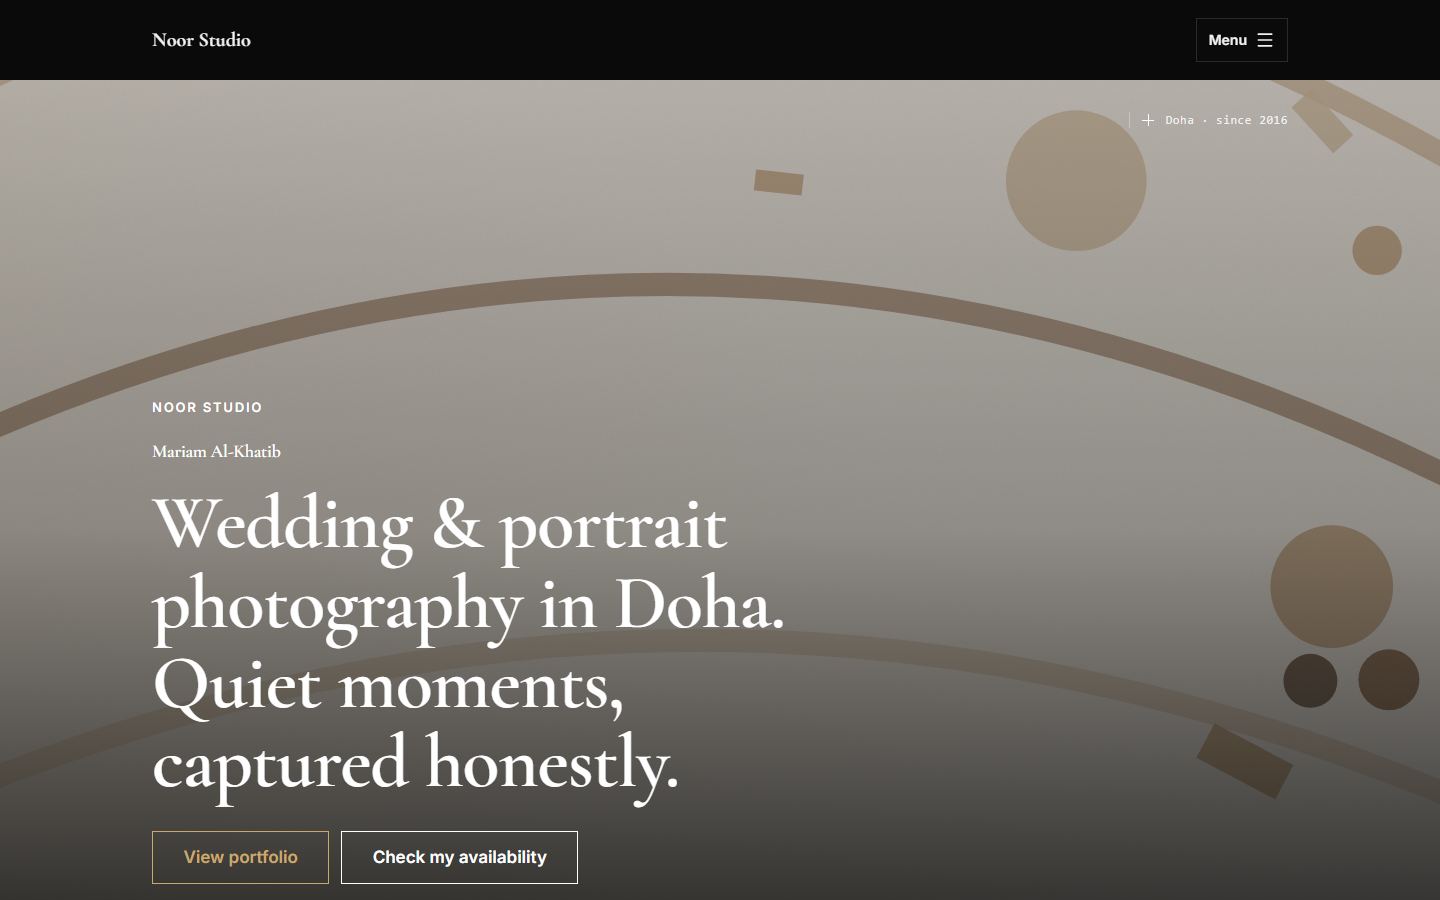 Noor Studio
Menu
Doha · since 2016
NOOR STUDIO
Mariam Al-Khatib
Wedding & portrait
photography in Doha.
Quiet moments,
captured honestly.
View portfolio
Check my availability